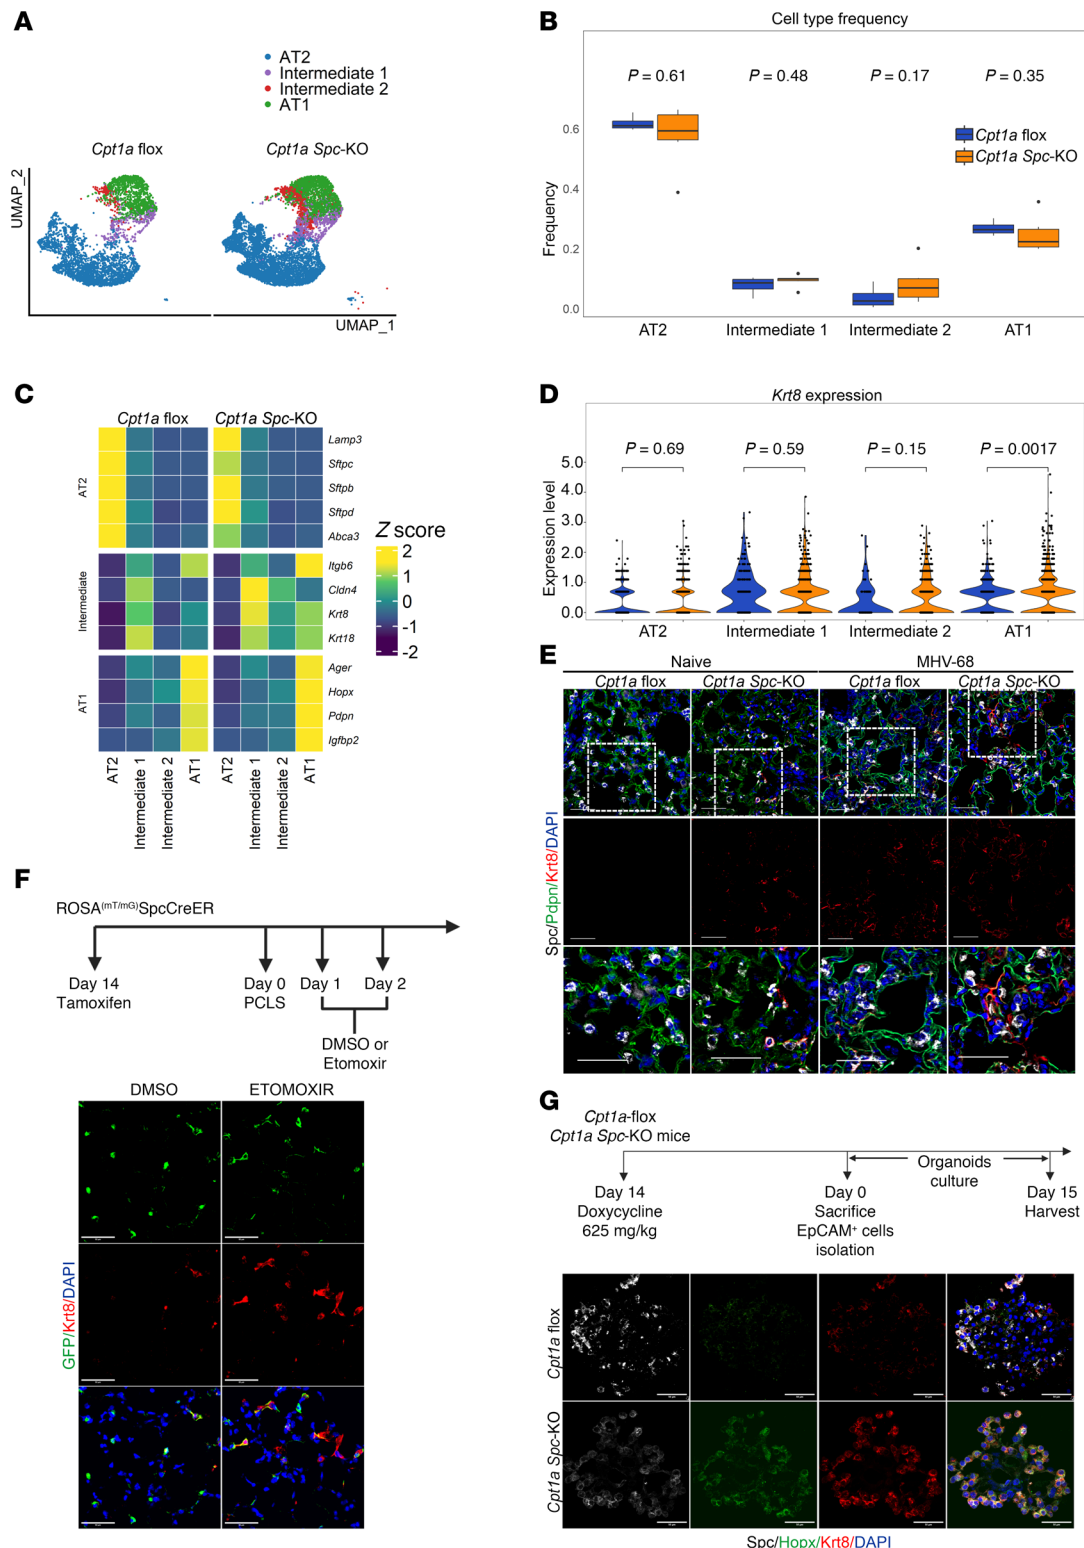 A
AT2
Intermediate 1
Intermediate 2
AT1
Cpt1a flox
Cpt1a Spc-KO
UMAP_2
UMAP_1
B
Cell type frequency
P = 0.61
P = 0.48
P = 0.17
P = 0.35
Cpt1a flox
Cpt1a Spc-KO
Frequency
0.6
0.4
0.2
0.0
AT2
Intermediate 1
Intermediate 2
AT1
C
Cpt1a flox
Cpt1a Spc-KO
AT2
Lamp3
Sftpc
Sftpb
Sftpd
Abca3
Intermediate
Itgb6
Cldn4
Krt8
Krt18
AT1
Ager
Hopx
Pdpn
Igfbp2
AT2
Intermediate 1
Intermediate 2
AT1
AT2
Intermediate 1
Intermediate 2
AT1
Z score
2
1
0
-1
-2
D
Krt8 expression
P = 0.69
P = 0.59
P = 0.15
P = 0.0017
Expression level
5.0
4.0
3.0
2.0
1.0
0.0
AT2
Intermediate 1
Intermediate 2
AT1
E
Naive
MHV-68
Cpt1a flox
Cpt1a Spc-KO
Cpt1a flox
Cpt1a Spc-KO
Spc/Pdpn/Krt8/DAPI
F
ROSA(mT/mG)SpcCreER
Day 14
Tamoxifen
Day 0
PCLS
Day 1
Day 2
DMSO or
Etomoxir
DMSO
ETOMOXIR
GFP/Krt8/DAPI
G
Cpt1a-flox
Cpt1a Spc-KO mice
Organoids
culture
Day 14
Doxycycline
625 mg/kg
Day 0
Sacrifice
EpCAM+ cells
isolation
Day 15
Harvest
Cpt1a flox
Cpt1a Spc-KO
Spc/Hopx/Krt8/DAPI